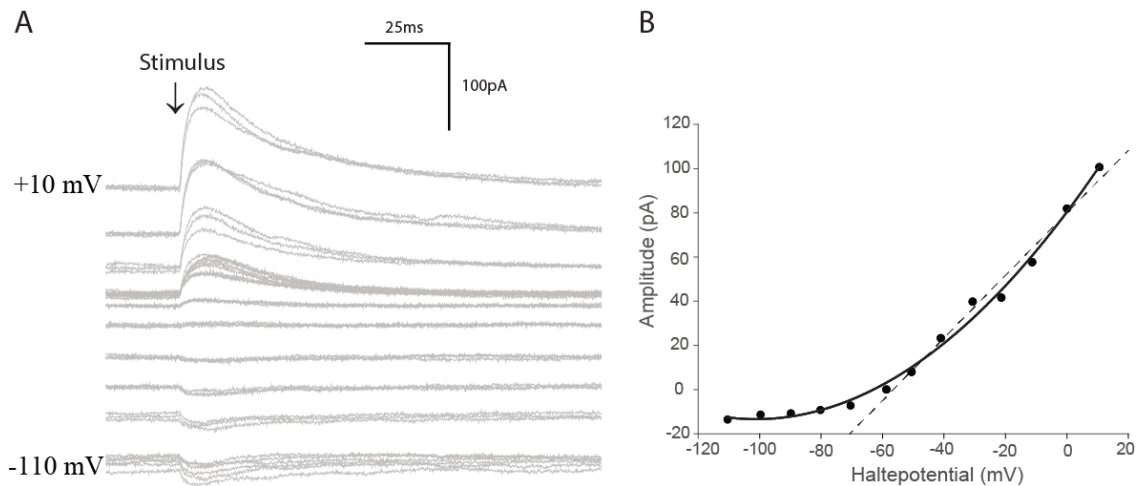 A
25ms
100pA
Stimulus
+10 mV
-110 mV
B
120
100
80
60
40
20
0
-20
Amplitude (pA)
-120
-100
-80
-60
-40
-20
0
20
Haltepotential (mV)